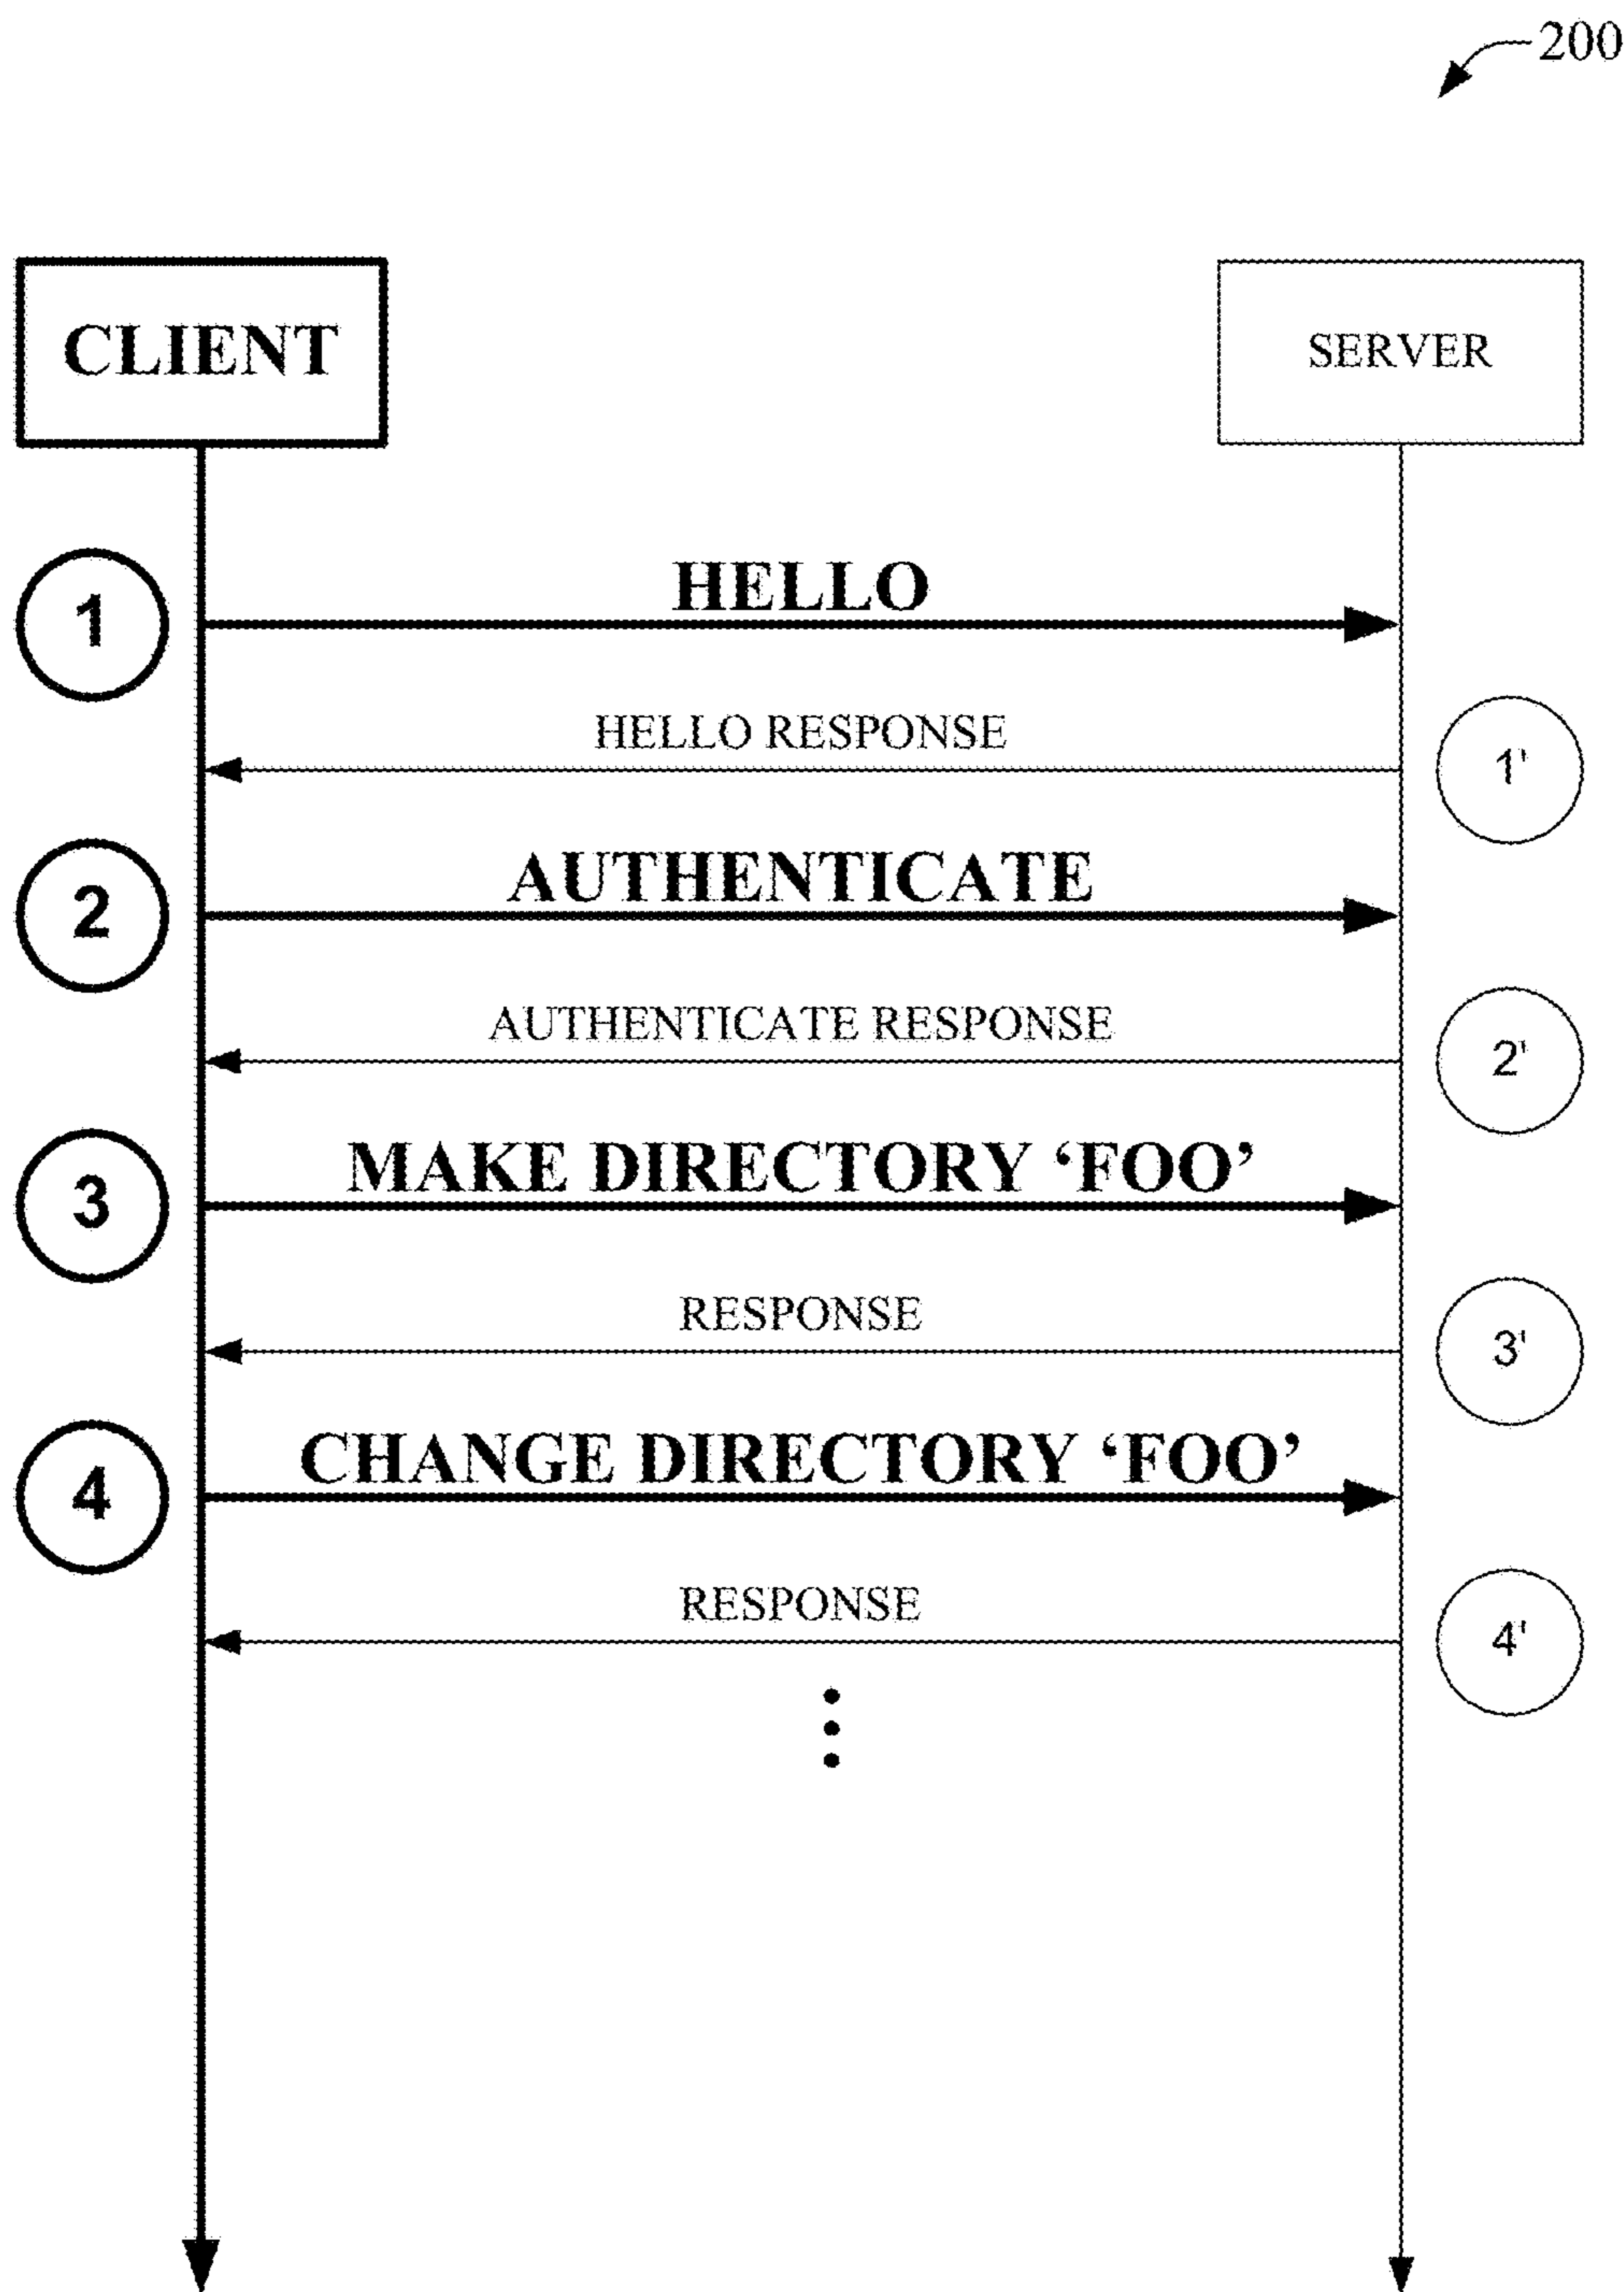 200
CLIENT
SERVER
1
HELLO
HELLO RESPONSE
1'
2
AUTHENTICATE
AUTHENTICATE RESPONSE
2'
3
MAKE DIRECTORY ‘FOO’
RESPONSE
3'
4
CHANGE DIRECTORY ‘FOO’
RESPONSE
4'